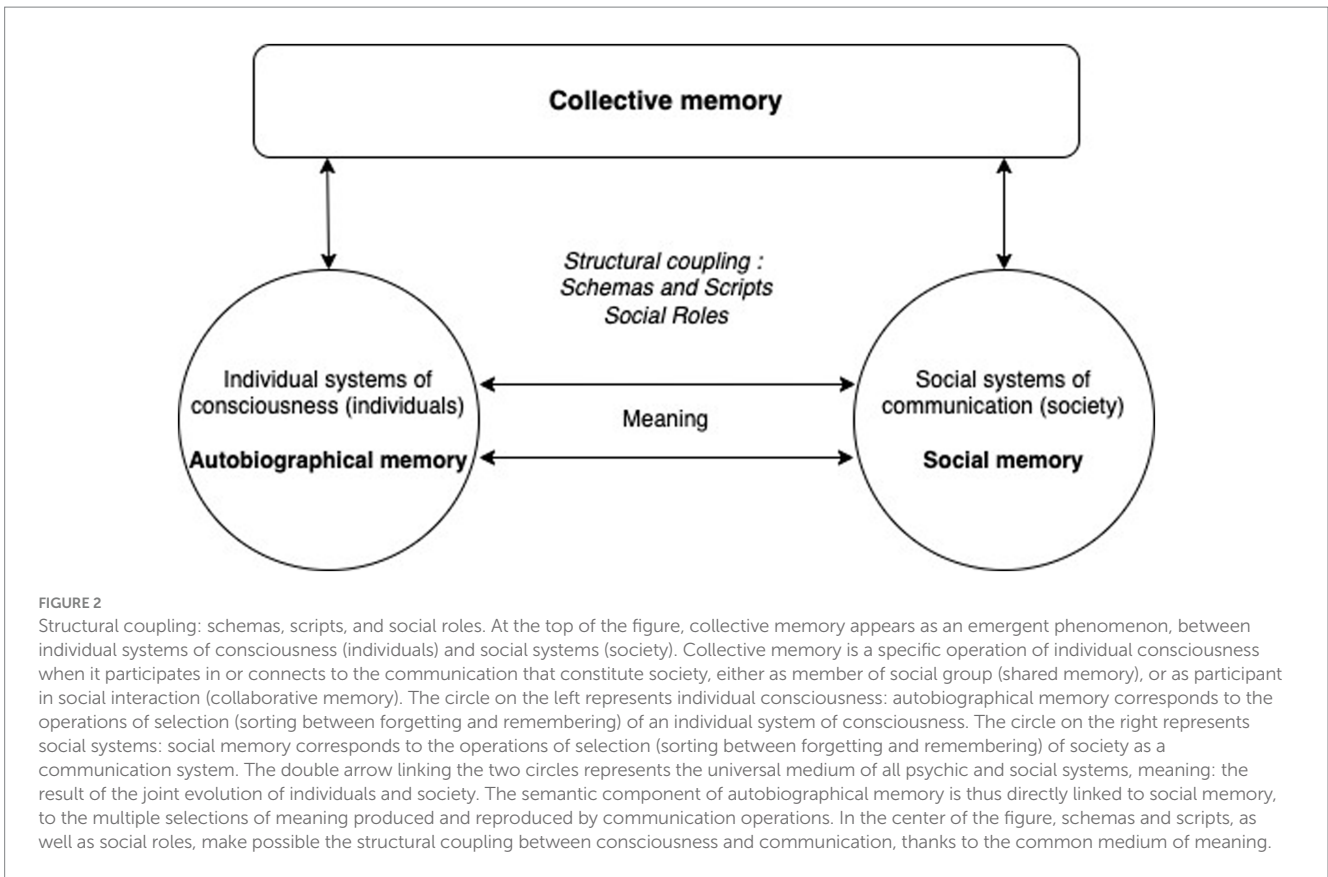 Collective memory
Structural coupling :
Schemas and Scripts
Social Roles
Individual systems of
consciousness (individuals)
Autobiographical memory
Meaning
Social systems of
communication (society)
Social memory
FIGURE 2
Structural coupling: schemas, scripts, and social roles. At the top of the figure, collective memory appears as an emergent phenomenon, between
individual systems of consciousness (individuals) and social systems (society). Collective memory is a specific operation of individual consciousness
when it participates in or connects to the communication that constitute society, either as member of social group (shared memory), or as participant
in social interaction (collaborative memory). The circle on the left represents individual consciousness: autobiographical memory corresponds to the
operations of selection (sorting between forgetting and remembering) of an individual system of consciousness. The circle on the right represents
social systems: social memory corresponds to the operations of selection (sorting between forgetting and remembering) of society as a
communication system. The double arrow linking the two circles represents the universal medium of all psychic and social systems, meaning: the
result of the joint evolution of individuals and society. The semantic component of autobiographical memory is thus directly linked to social memory,
to the multiple selections of meaning produced and reproduced by communication operations. In the center of the figure, schemas and scripts, as
well as social roles, make possible the structural coupling between consciousness and communication, thanks to the common medium of meaning.